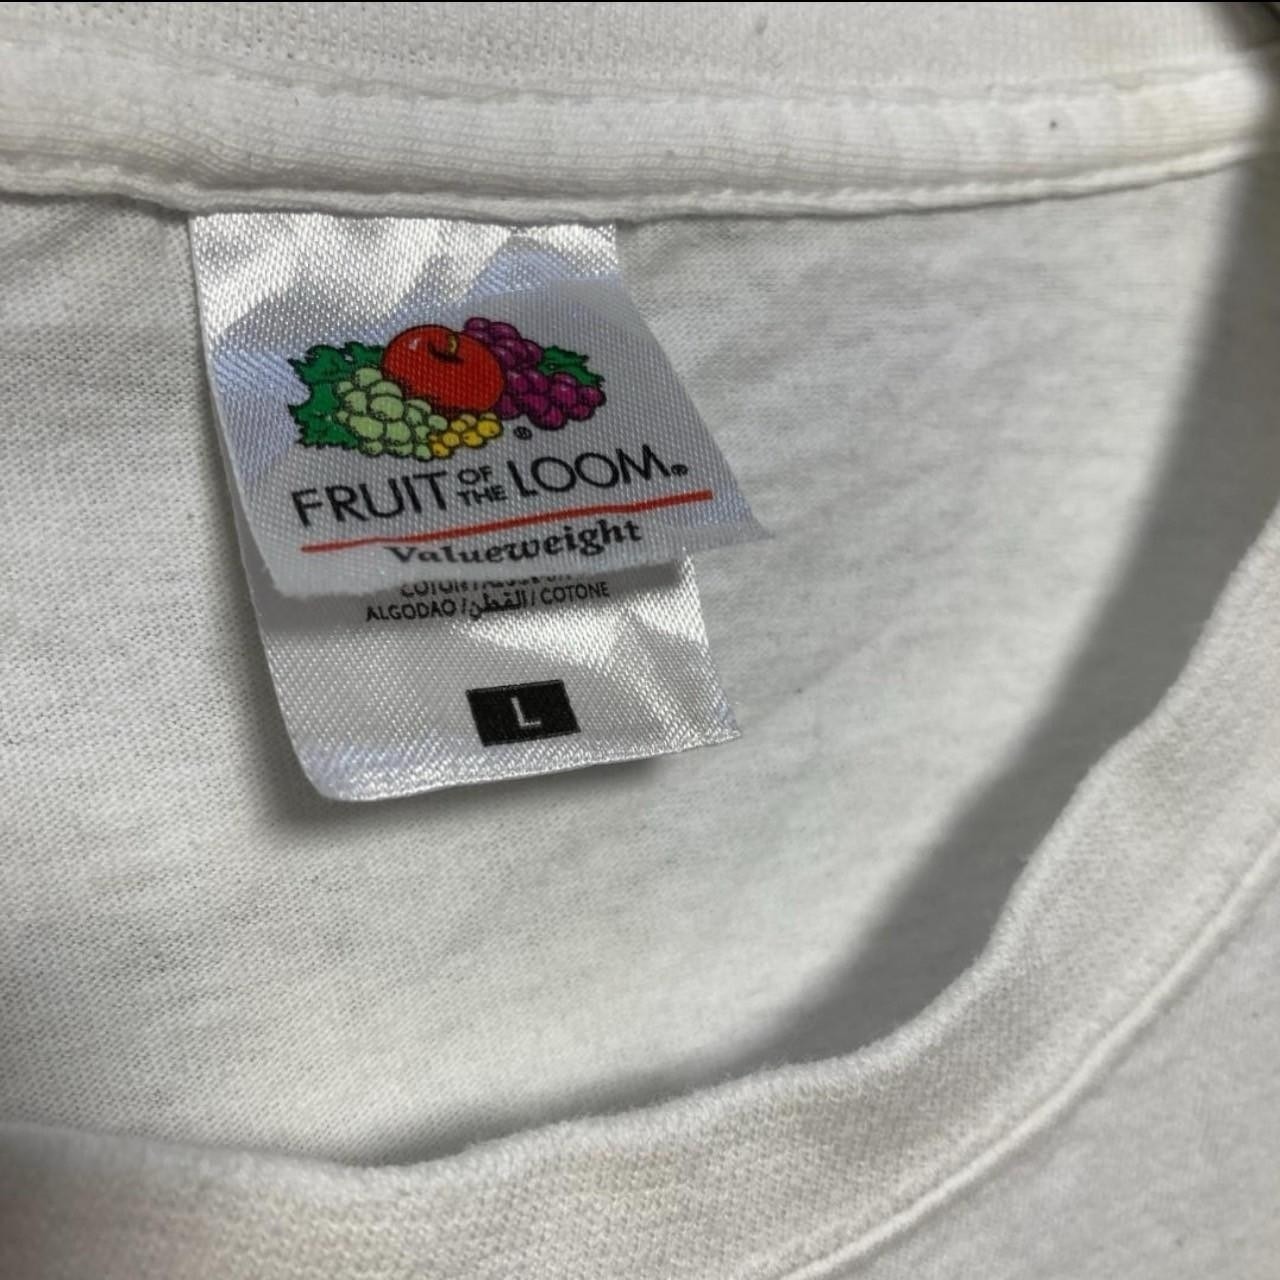 FRUIT OF THE LOOM®
Valueweight
ALGODAO / القطن / COTONE
L